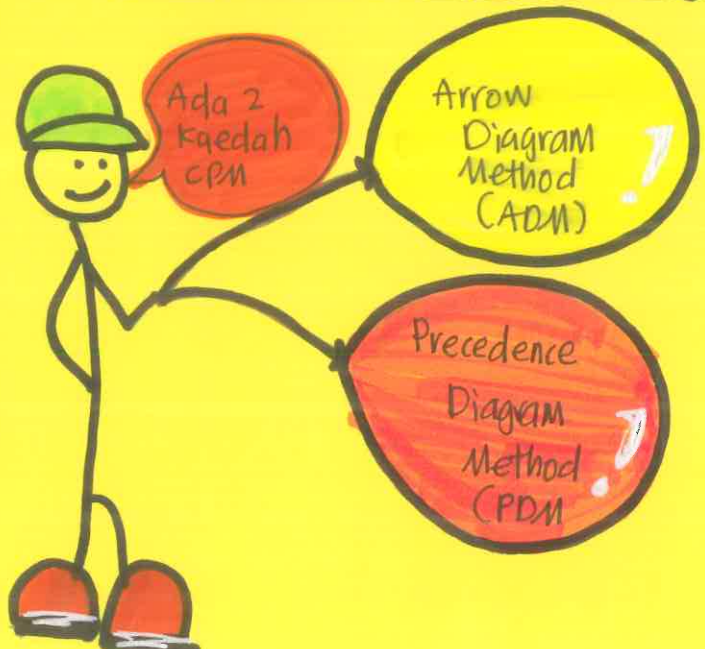 Ada 2
Kaedah
CPM
Arrow
Diagram
Method
(ADM)
Precedence
Diagram
Method
(PDM